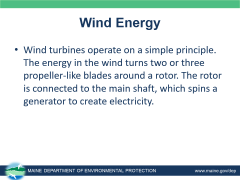 Wind Energy
• Wind turbines operate on a simple principle.
The energy in the wind turns two or three
propeller-like blades around a rotor. The rotor
is connected to the main shaft, which spins a
generator to create electricity.
MAINE DEPARTMENT OF ENVIRONMENTAL PROTECTION
www.maine.gov/dep